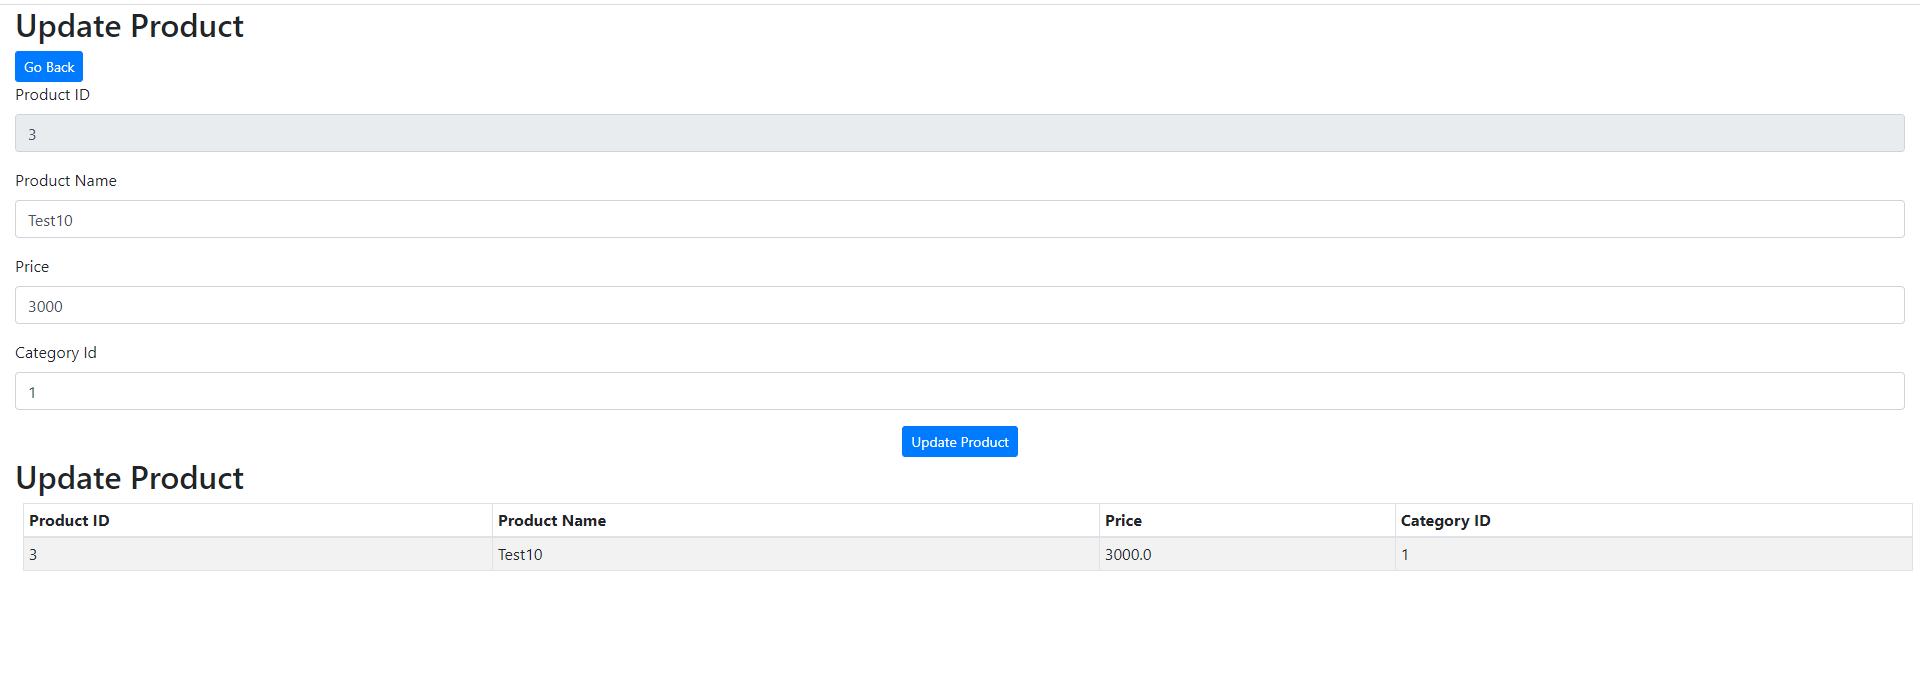 Update Product
Go Back
Product ID
3
Product Name
Test10
Price
3000
Category Id
1
Update Product
Update Product
Product ID Product Name Price Category ID
3 Test10 3000.0 1